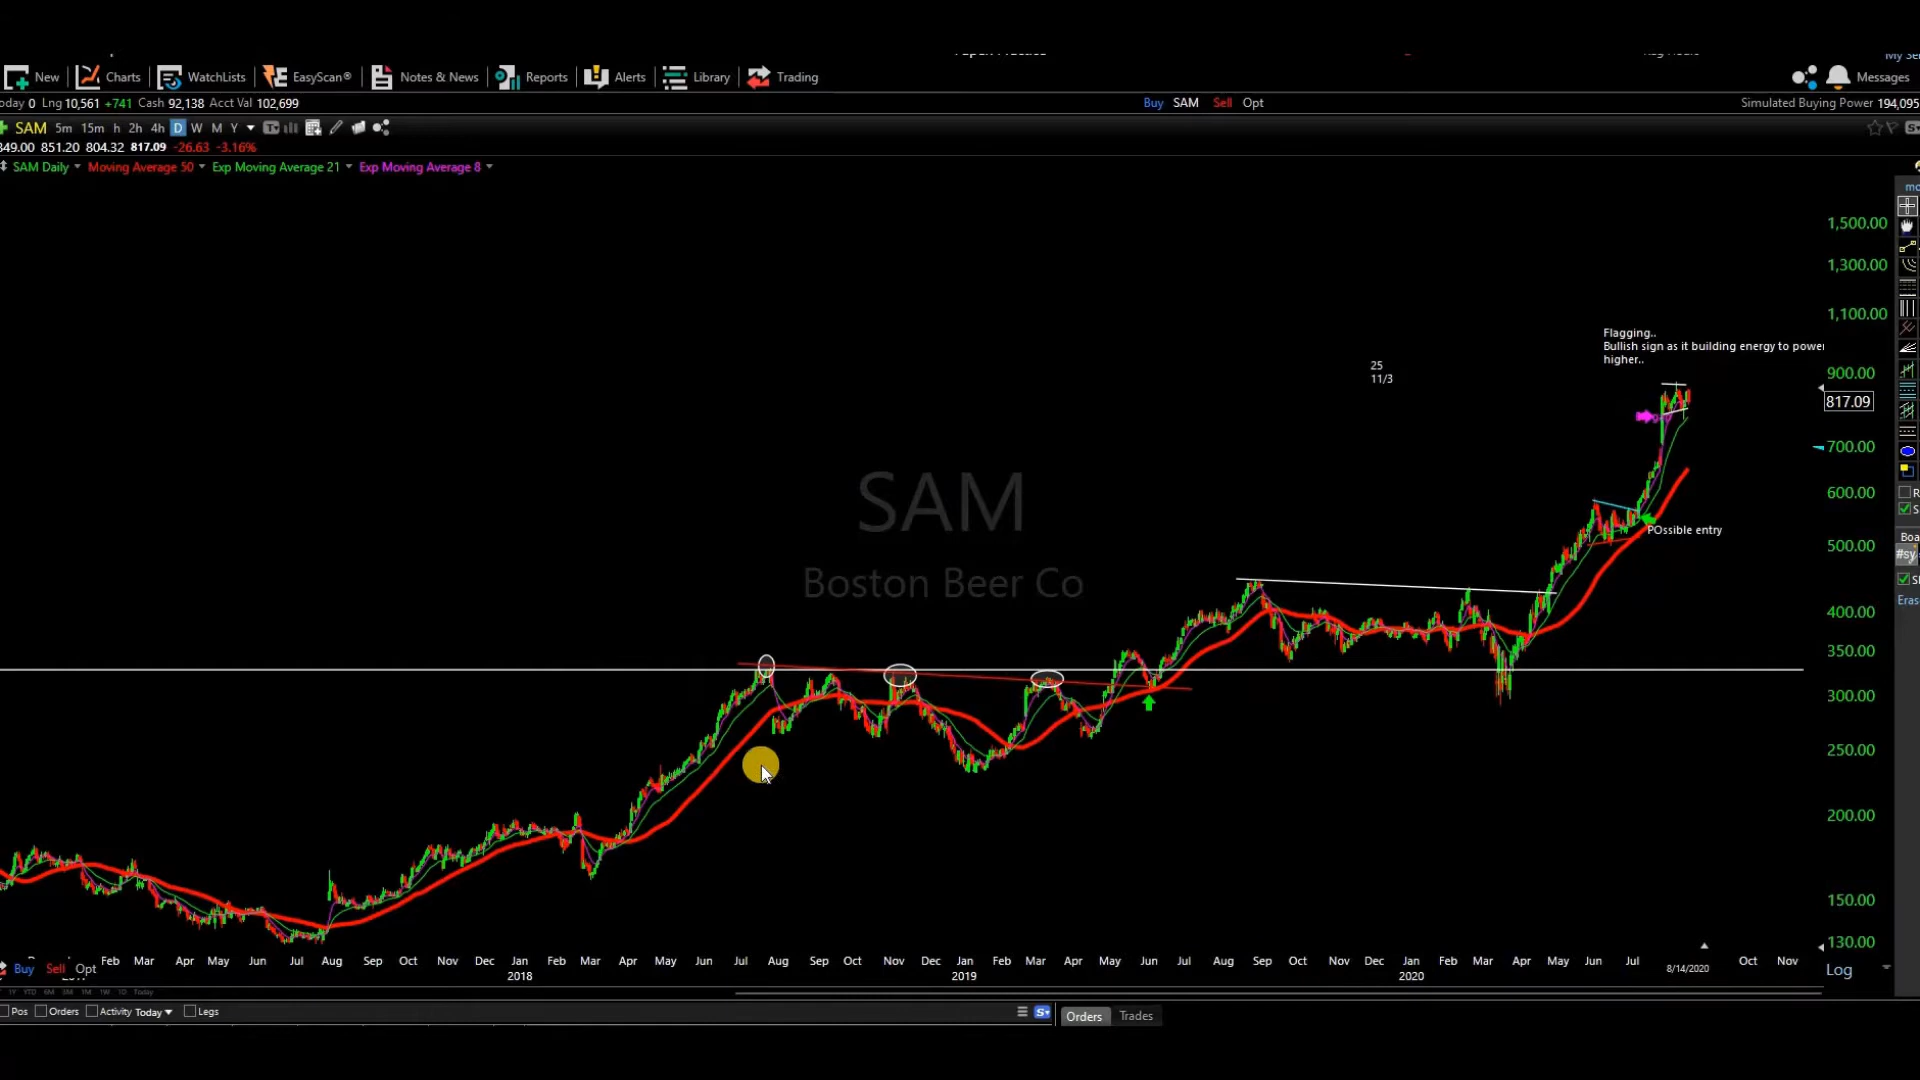 New Charts WatchLists EasyScan® Notes & News Reports Alerts Library Trading Messages
oday 0 Lng 10,561 +741 Cash 92,138 Acct Val 102,699 Buy SAM Sell Opt Simulated Buying Power 194,095
SAM 5m 15m h 2h 4h D W M Y
849.00 851.20 804.32 817.09 -26.63 -3.16%
SAM Daily Moving Average 50 Exp Moving Average 21 Exp Moving Average 8
1,500.00
1,300.00
1,100.00
Flagging..
Bullish sign as it building energy to power
higher..
25
11/3
900.00
817.09
700.00
600.00
POssible entry
500.00
SAM
Boston Beer Co
400.00
350.00
300.00
250.00
200.00
150.00
130.00
Feb Mar Apr May Jun Jul Aug Sep Oct Nov Dec Jan Feb Mar Apr May Jun Jul Aug Sep Oct Nov Dec Jan Feb Mar Apr May Jun Jul Aug Sep Oct Nov Dec Jan Feb Mar Apr May Jun Jul Oct Nov
2018 2019 2020 8/14/2020
Buy Sell Opt
Log
Pos Orders Activity Today Legs Orders Trades